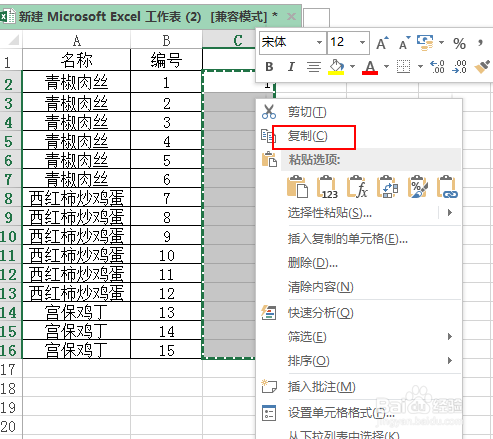 新建 Microsoft Excel 工作表 (2) [兼容模式] *
宋体 12 A A %
B I A .00 .0
A B C
1 名称 编号
2 青椒肉丝 1 1
3 青椒肉丝 2
4 青椒肉丝 3
5 青椒肉丝 4
6 青椒肉丝 5
7 青椒肉丝 6
8 西红柿炒鸡蛋 7
9 西红柿炒鸡蛋 8
10 西红柿炒鸡蛋 9
11 西红柿炒鸡蛋 10
12 西红柿炒鸡蛋 11
13 西红柿炒鸡蛋 12
14 宫保鸡丁 13
15 宫保鸡丁 14
16 宫保鸡丁 15
17
18
19
20
剪切(T)
复制(C)
粘贴选项:
123 fx %
选择性粘贴(S)...
插入复制的单元格(E)...
删除(D)...
清除内容(N)
快速分析(Q)
筛选(E)
排序(O)
插入批注(M)
设置单元格格式(F)...
从下拉列表中选择(K)
Baidu 经验